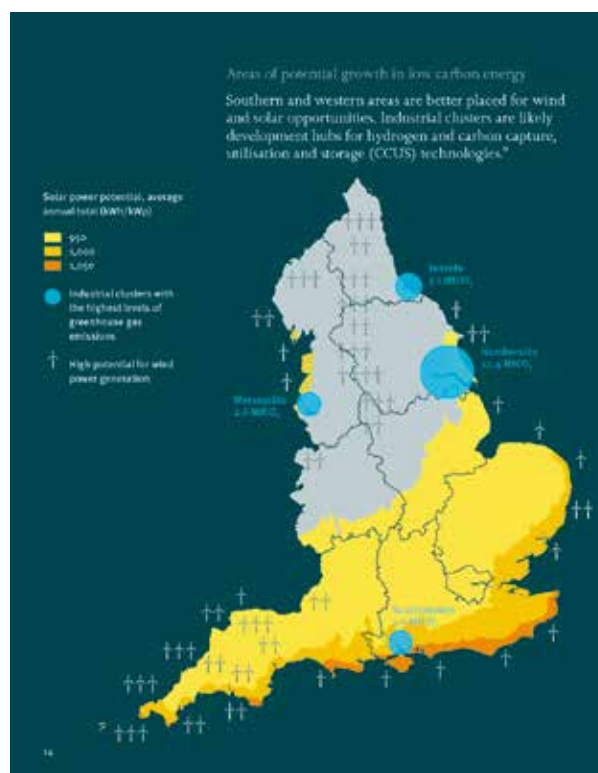 Areas of potential growth in low carbon energy
Southern and western areas are better placed for wind
and solar opportunities. Industrial clusters are likely
development hubs for hydrogen and carbon capture,
utilisation and storage (CCUS) technologies.
Solar power potential, average
annual total (kWh/kWp)
950
1,000
1,050
Industrial clusters with
the highest levels of
greenhouse gas
emissions
High potential for wind
power generation
Teesside
Humberside
Merseyside
Southampton
14